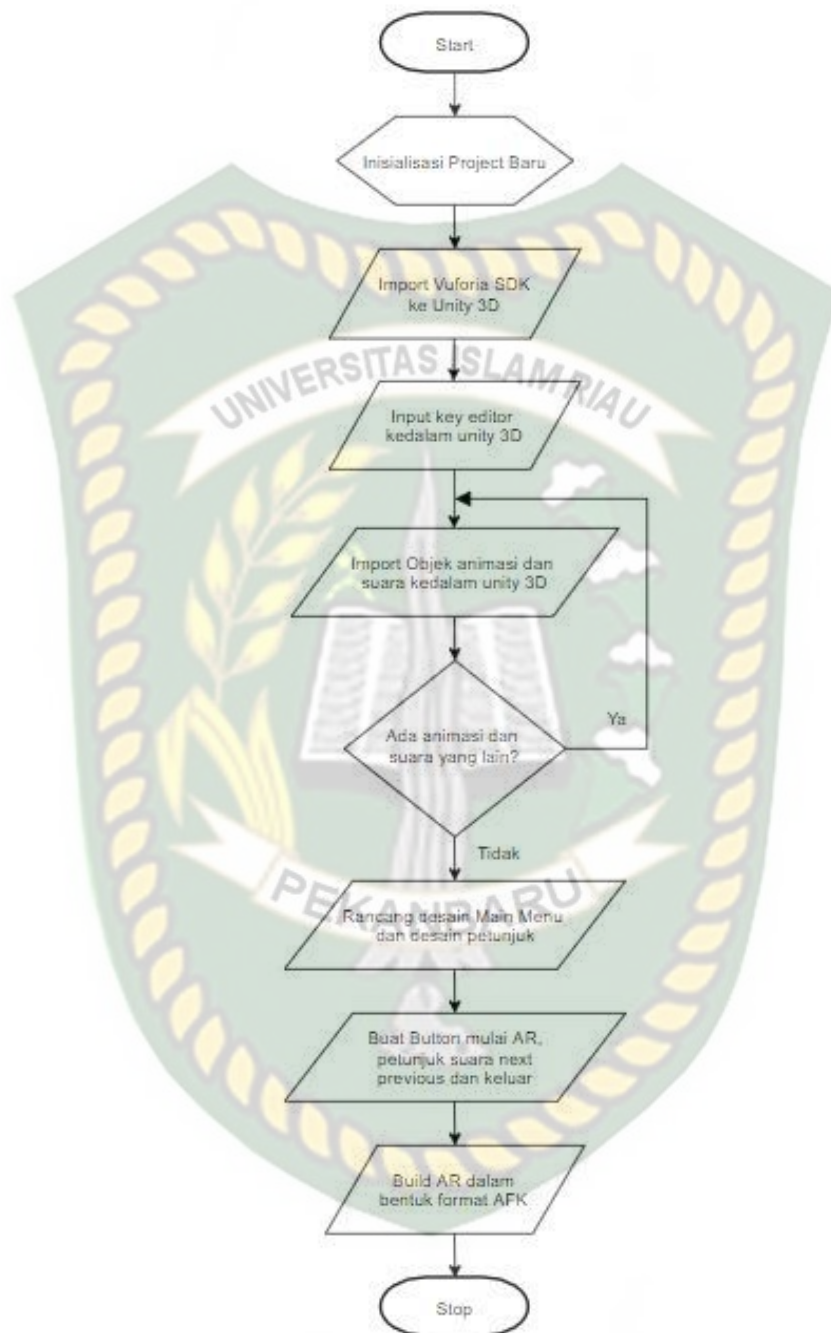 Start
Inisialisasi Project Baru
Import Vuforia SDK
ke Unity 3D
UNIVERSITAS ISLAM RIAU
Input key editor
kedalam unity 3D
Import Objek animasi dan
suara kedalam unity 3D
Ada animasi dan
suara yang lain?
Ya
Tidak
PEKANBARU
Rancang desain Main Menu
dan desain petunjuk
Buat Button mulai AR,
petunjuk suara next
previous dan keluar
Build AR dalam
bentuk format AFK
Stop